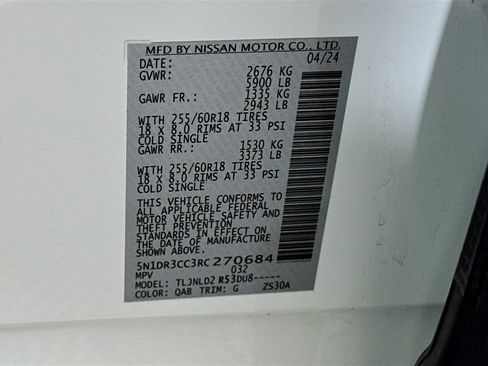 MFD BY NISSAN MOTOR CO., LTD.
DATE: 04/24
GVWR: 2676 KG
5900 LB
GAWR FR.: 1335 KG
2943 LB
WITH 255/60R18 TIRES
18 X 8.0 RIMS AT 33 PSI
COLD SINGLE
GAWR RR.: 1530 KG
3373 LB
WITH 255/60R18 TIRES
18 X 8.0 RIMS AT 33 PSI
COLD SINGLE
THIS VEHICLE CONFORMS TO
ALL APPLICABLE FEDERAL
MOTOR VEHICLE SAFETY AND
THEFT PREVENTION
STANDARDS IN EFFECT ON
THE DATE OF MANUFACTURE
SHOWN ABOVE.
5N1DR3CC3RC270684
MPV 032
MODEL: TLJNLD2 R53DU8-----
COLOR: QAB TRIM: G ZS30A